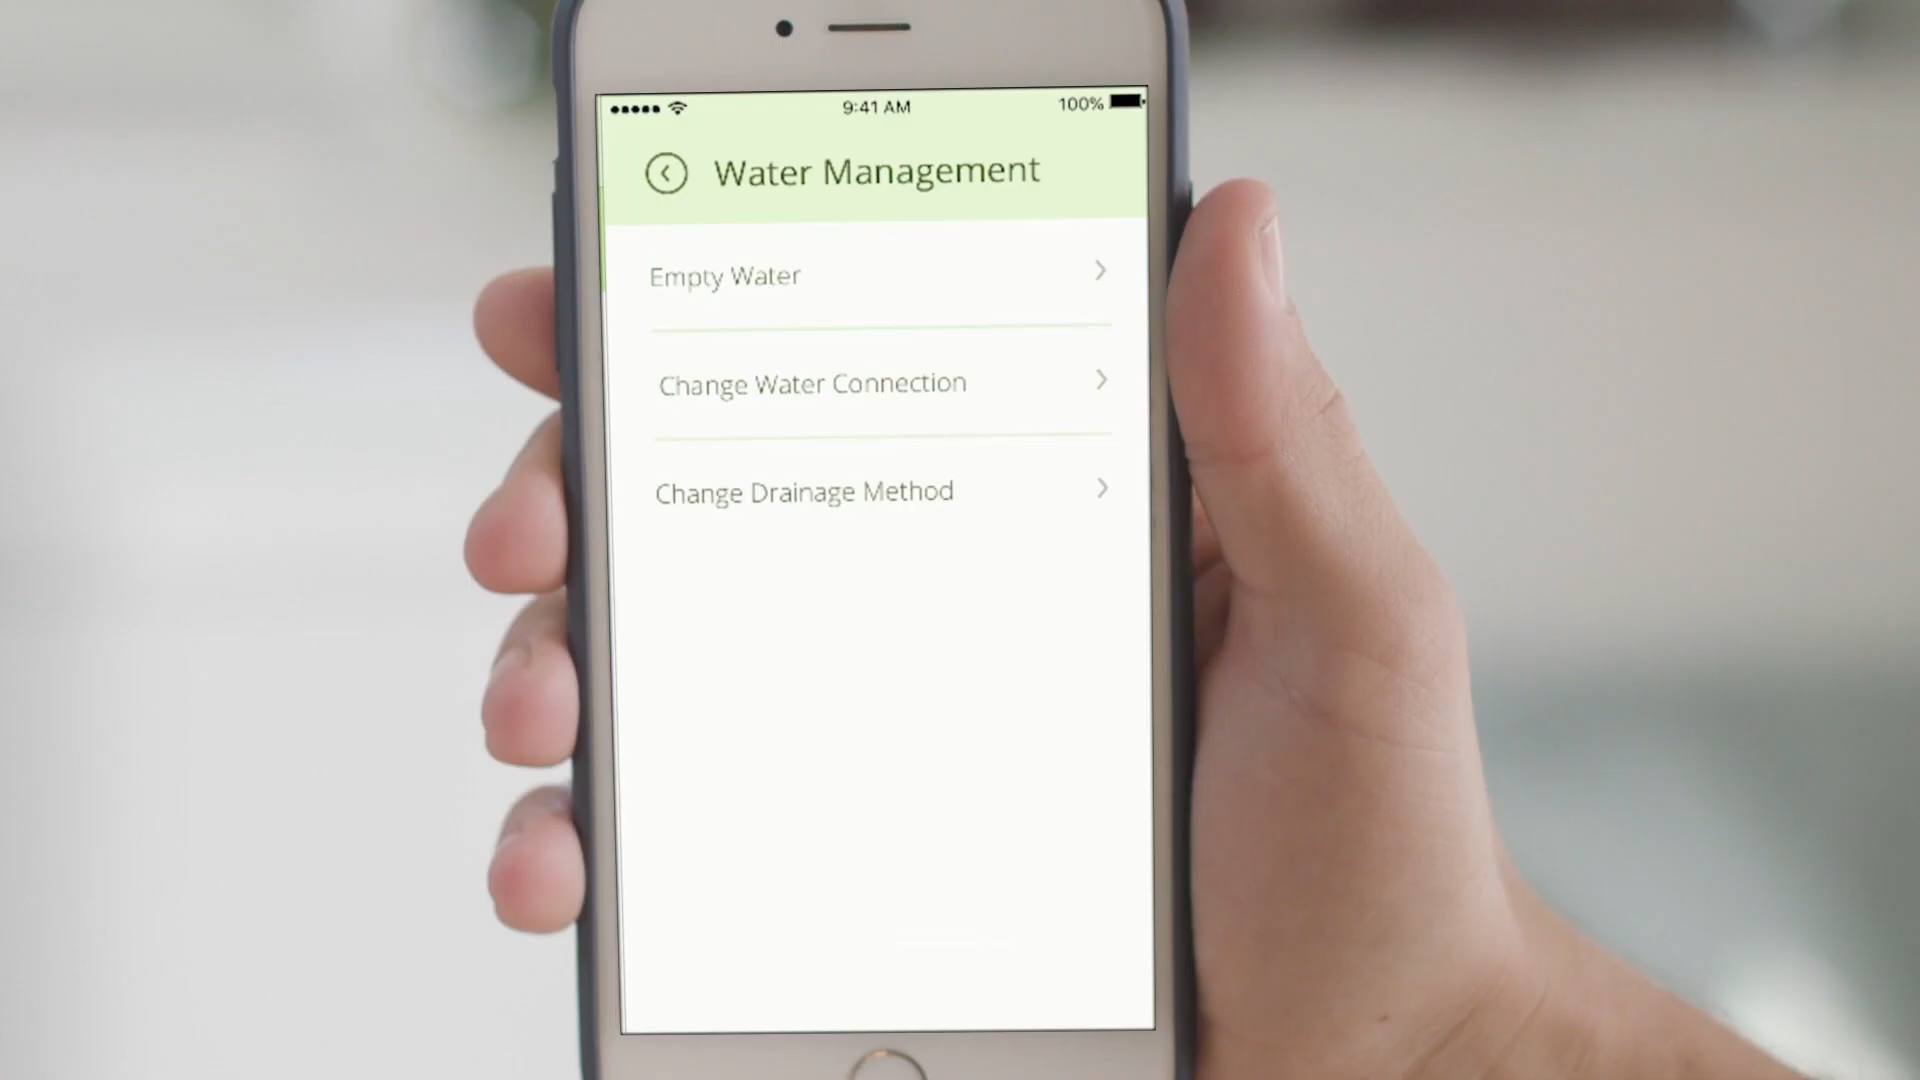 9:41 AM
100%
Water Management
Empty Water
Change Water Connection
Change Drainage Method